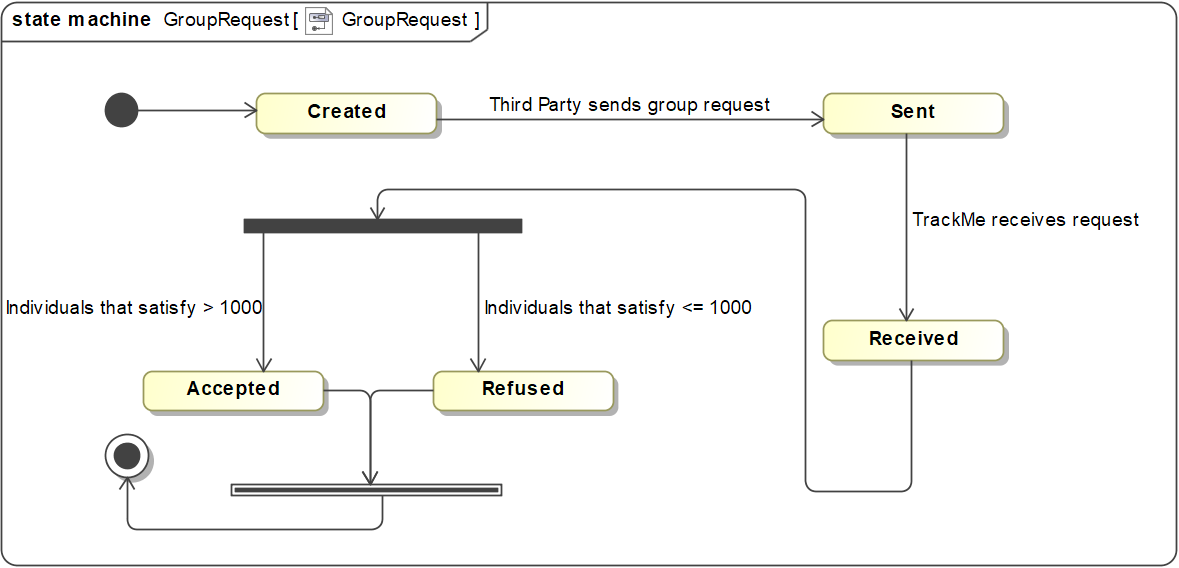 state machine GroupRequest [ GroupRequest ]
Created
Third Party sends group request
Sent
TrackMe receives request
Individuals that satisfy > 1000
Individuals that satisfy <= 1000
Received
Accepted
Refused